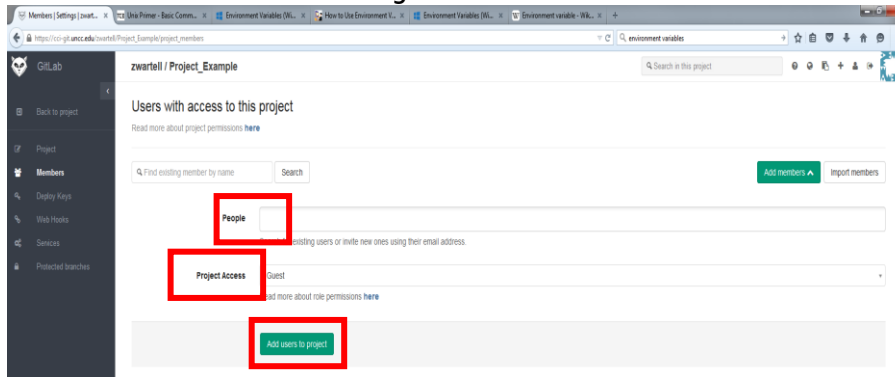 Members | Settings | zwart...
Unix Primer - Basic Comm...
Environment Variables (Wi...
How to Use Environment V...
Environment Variables (Wi...
Environment variable - Wik...
https://cci-git.uncc.edu/zwartell/Project_Example/project_members
environment variables
GitLab
zwartell / Project_Example
Search in this project
Back to project
Users with access to this project
Read more about project permissions here
Project
Members
Find existing member by name
Search
Add members
Import members
Deploy Keys
Web Hooks
People
Services
existing users or invite new ones using their email address.
Protected branches
Project Access
Guest
ead more about role permissions here
Add users to project